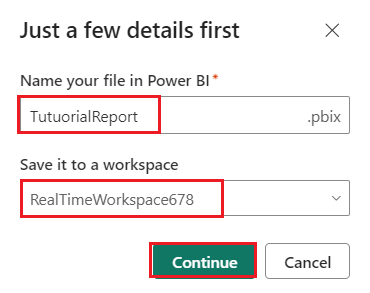 Just a few details first
Name your file in Power BI*
TutuorialReport .pbix
Save it to a workspace
RealTimeWorkspace678
Continue Cancel